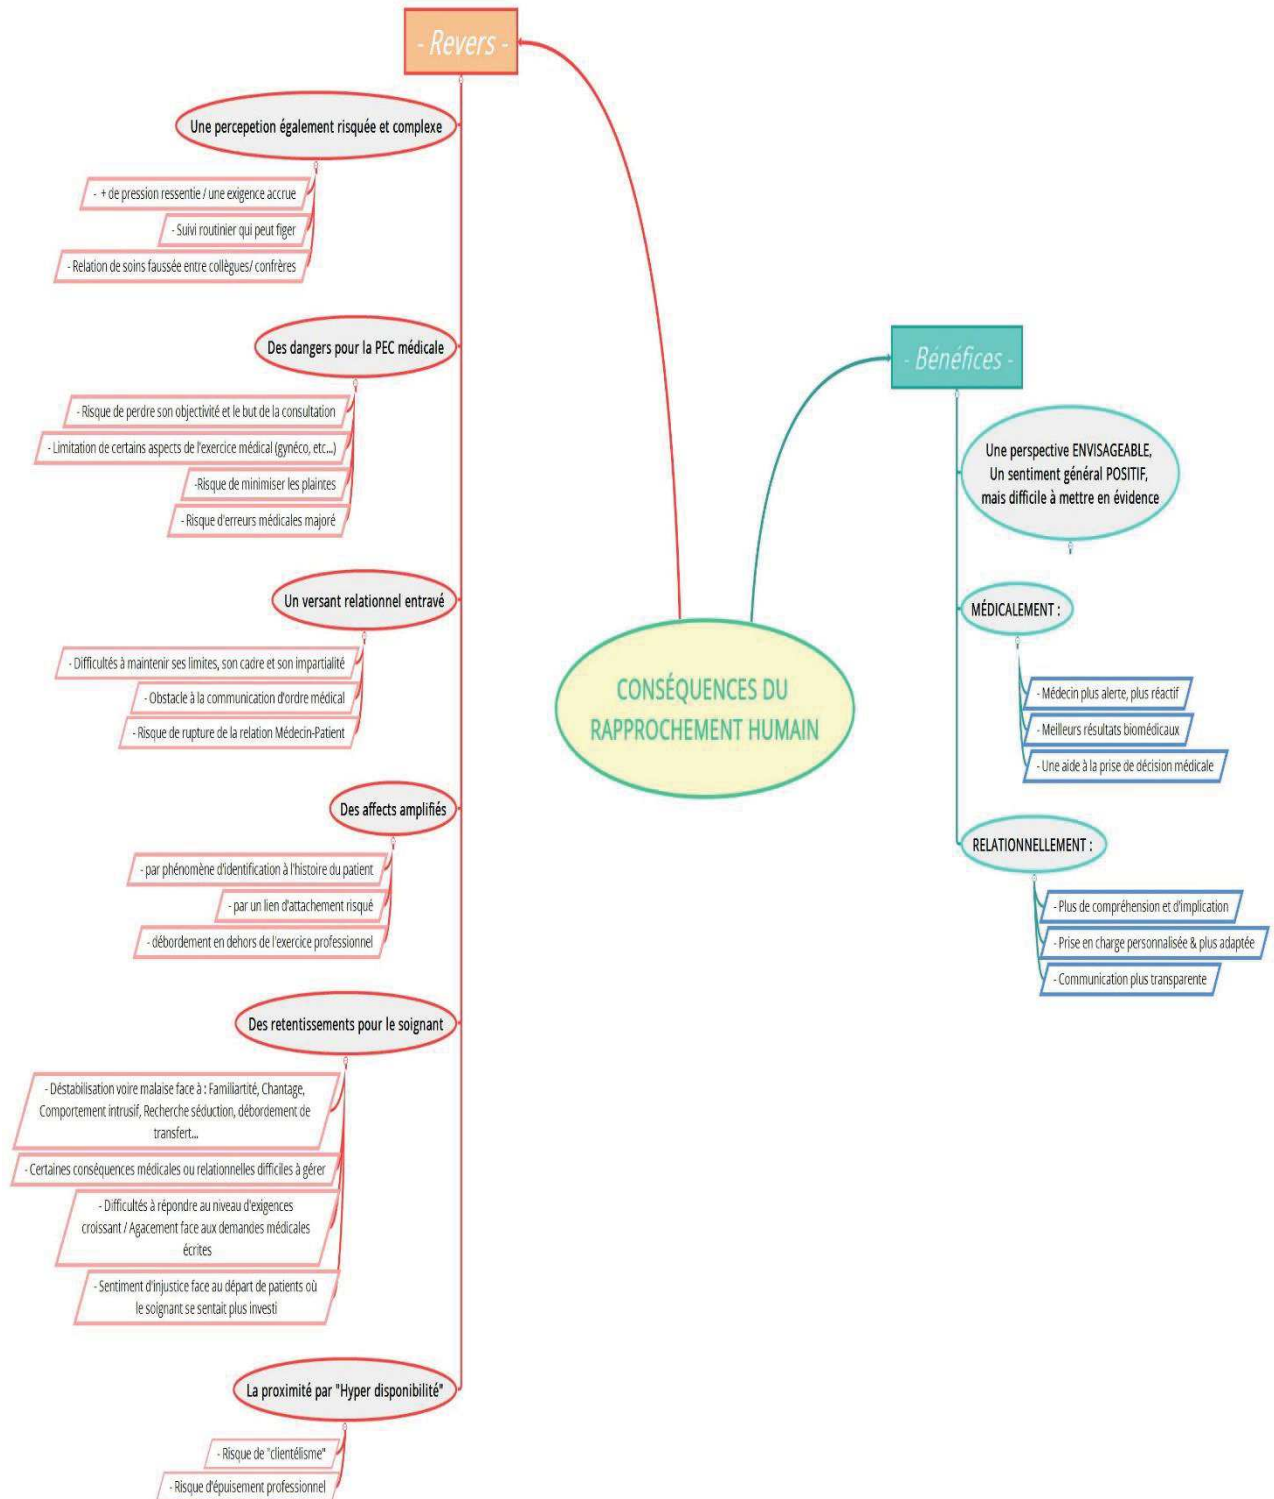 - Revers -
Une percepetion également risquée et complexe
- + de pression ressentie / une exigence accrue
- Suivi routinier qui peut figer
- Relation de soins faussée entre collègues/ confrères
Des dangers pour la PEC médicale
- Risque de perdre son objectivité et le but de la consultation
- Limitation de certains aspects de l'exercice médical (gynéco, etc...)
-Risque de minimiser les plaintes
- Risque d'erreurs médicales majoré
Un versant relationnel entravé
- Difficultés à maintenir ses limites, son cadre et son impartialité
- Obstacle à la communication d'ordre médical
- Risque de rupture de la relation Médecin-Patient
Des affects amplifiés
- par phénomène d'identification à l'histoire du patient
- par un lien d'attachement risqué
- débordement en dehors de l'exercice professionnel
Des retentissements pour le soignant
- Déstabilisation voire malaise face à : Familiartité, Chantage,
Comportement intrusif, Recherche séduction, débordement de
transfert...
- Certaines conséquences médicales ou relationnelles difficiles à gérer
- Difficultés à répondre au niveau d'exigences
croissant / Agacement face aux demandes médicales
écrites
- Sentiment d'injustice face au départ de patients où
le soignant se sentait plus investi
La proximité par "Hyper disponibilité"
- Risque de "clientélisme"
- Risque d'épuisement professionnel
CONSÉQUENCES DU
RAPPROCHEMENT HUMAIN
- Bénéfices -
Une perspective ENVISAGEABLE,
Un sentiment général POSITIF,
mais difficile à mettre en évidence
MÉDICALEMENT :
- Médecin plus alerte, plus réactif
- Meilleurs résultats biomédicaux
- Une aide à la prise de décision médicale
RELATIONNELLEMENT :
- Plus de compréhension et d'implication
- Prise en charge personnalisée & plus adaptée
- Communication plus transparente